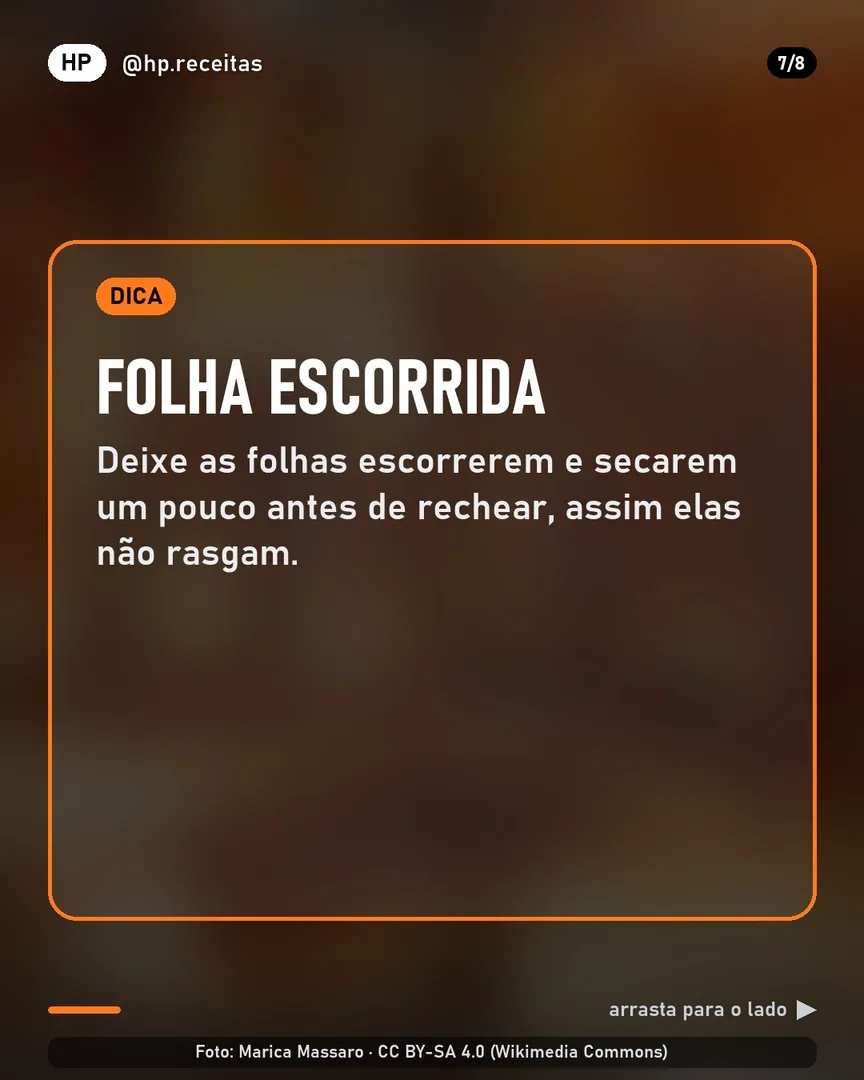 HP @hp.receitas 7/8
DICA
FOLHA ESCORRIDA
Deixe as folhas escorrerem e secarem
um pouco antes de rechear, assim elas
não rasgam.
arrasta para o lado ▶
Foto: Marica Massaro · CC BY-SA 4.0 (Wikimedia Commons)